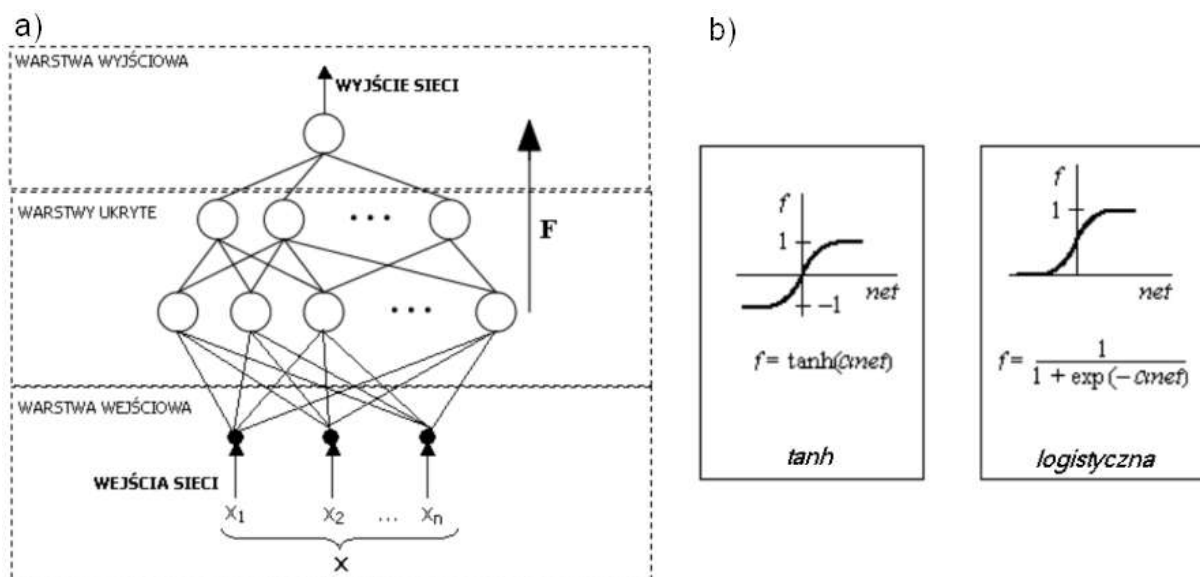 a)
WARSTWA WYJŚCIOWA
WYJŚCIE SIECI
WARSTWY UKRYTE
...
F
...
WARSTWA WEJŚCIOWA
WEJŚCIA SIECI
x1 x2 ... xn
x
b)
f
1
net
-1
f = tanh(αnet)
tanh
f
1
net
f = 1 / 1 + exp(-αnet)
logistyczna